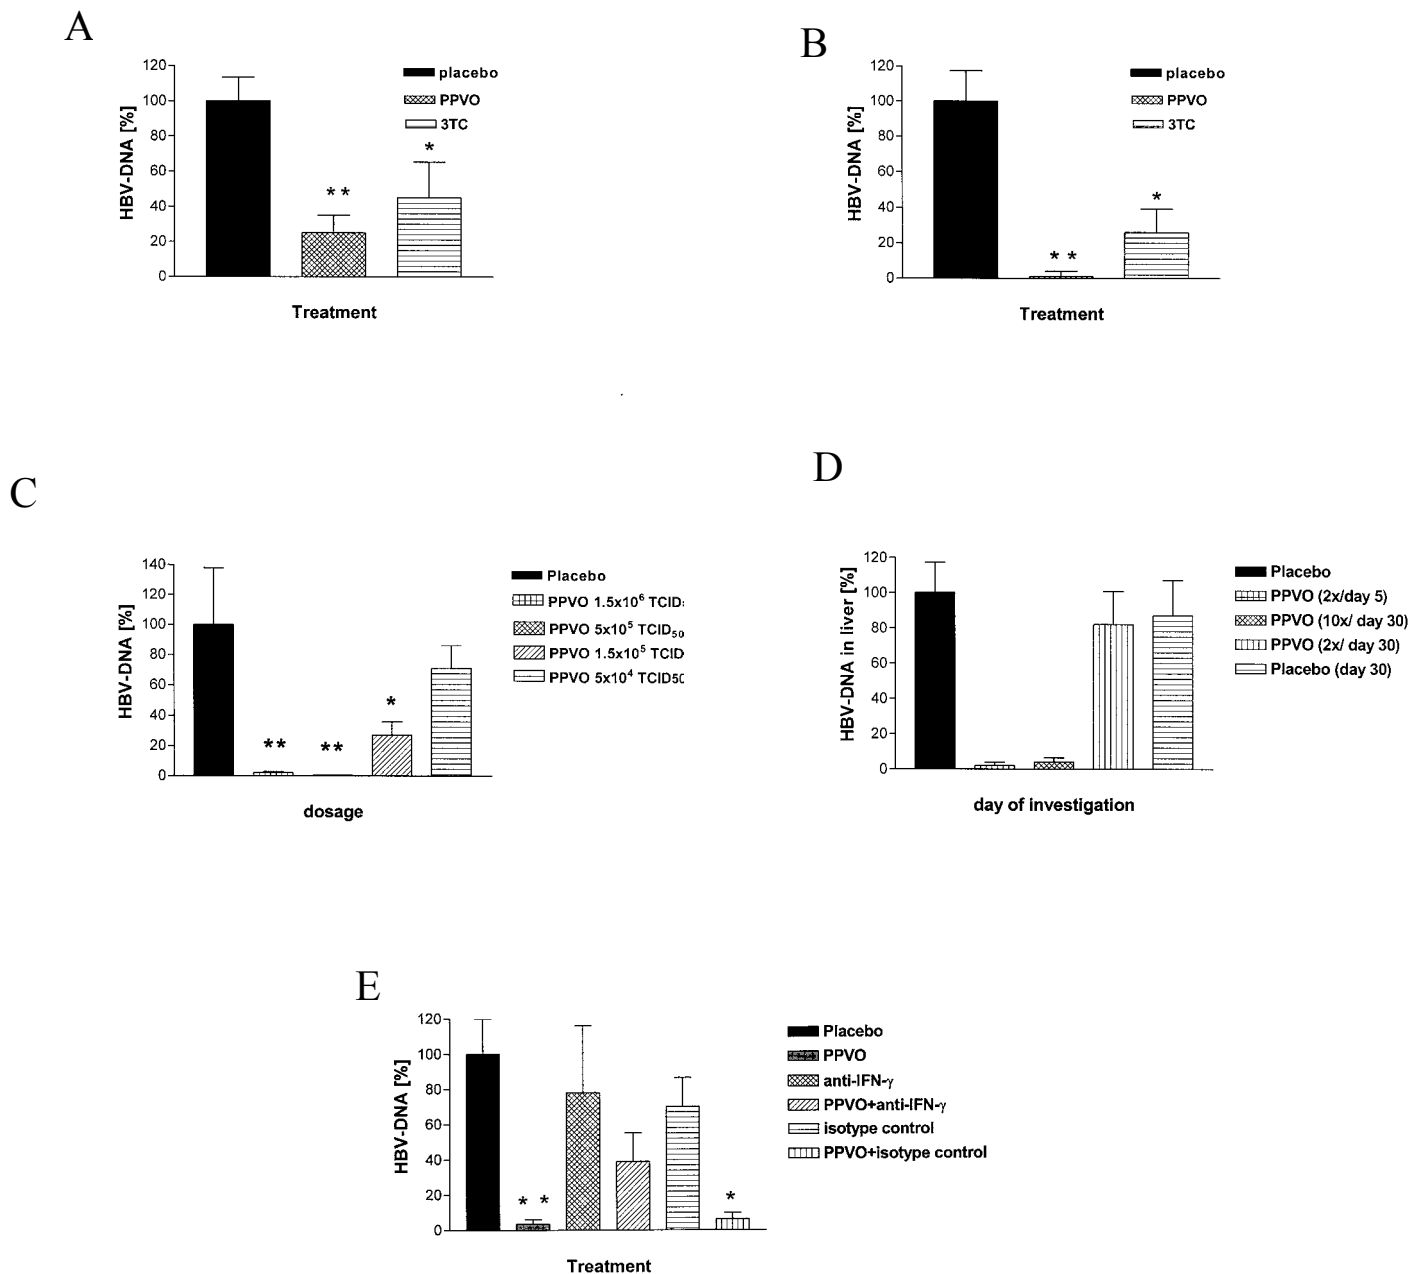 A
120
100
80
60
40
20
0
HBV-DNA [%]
placebo
PPVO
3TC
**
*
Treatment
B
120
100
80
60
40
20
0
HBV-DNA [%]
placebo
PPVO
3TC
**
*
Treatment
C
140
120
100
80
60
40
20
0
HBV-DNA [%]
Placebo
PPVO 1.5x10⁶ TCID
PPVO 5x10⁵ TCID₅₀
PPVO 1.5x10⁵ TCID
PPVO 5x10⁴ TCID50
**
**
*
dosage
D
120
100
80
60
40
20
0
HBV-DNA in liver [%]
Placebo
PPVO (2x/day 5)
PPVO (10x/ day 30)
PPVO (2x/ day 30)
Placebo (day 30)
day of investigation
E
120
100
80
60
40
20
0
HBV-DNA [%]
Placebo
PPVO
anti-IFN-γ
PPVO+anti-IFN-γ
isotype control
PPVO+isotype control
* *
*
Treatment